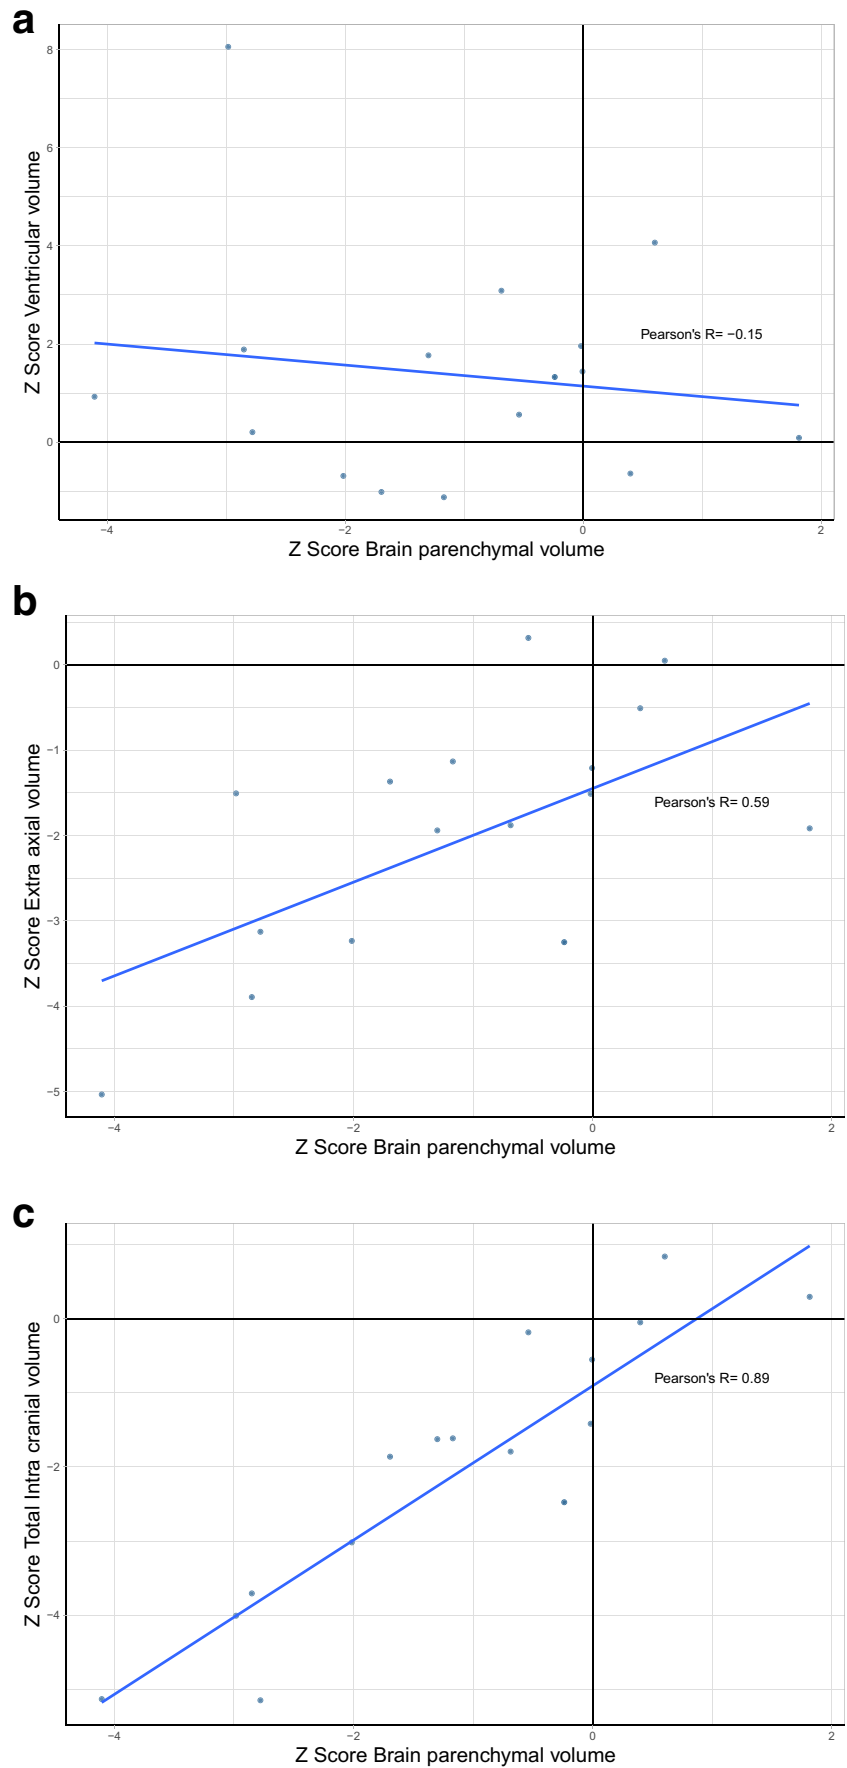 a
8
6
4
2
0
Z Score Ventricular volume
Pearson's R= −0.15
−4
−2
0
2
Z Score Brain parenchymal volume
b
0
−1
−2
−3
−4
−5
Z Score Extra axial volume
Pearson's R= 0.59
−4
−2
0
2
Z Score Brain parenchymal volume
c
0
−2
−4
Z Score Total Intra cranial volume
Pearson's R= 0.89
−4
−2
0
2
Z Score Brain parenchymal volume